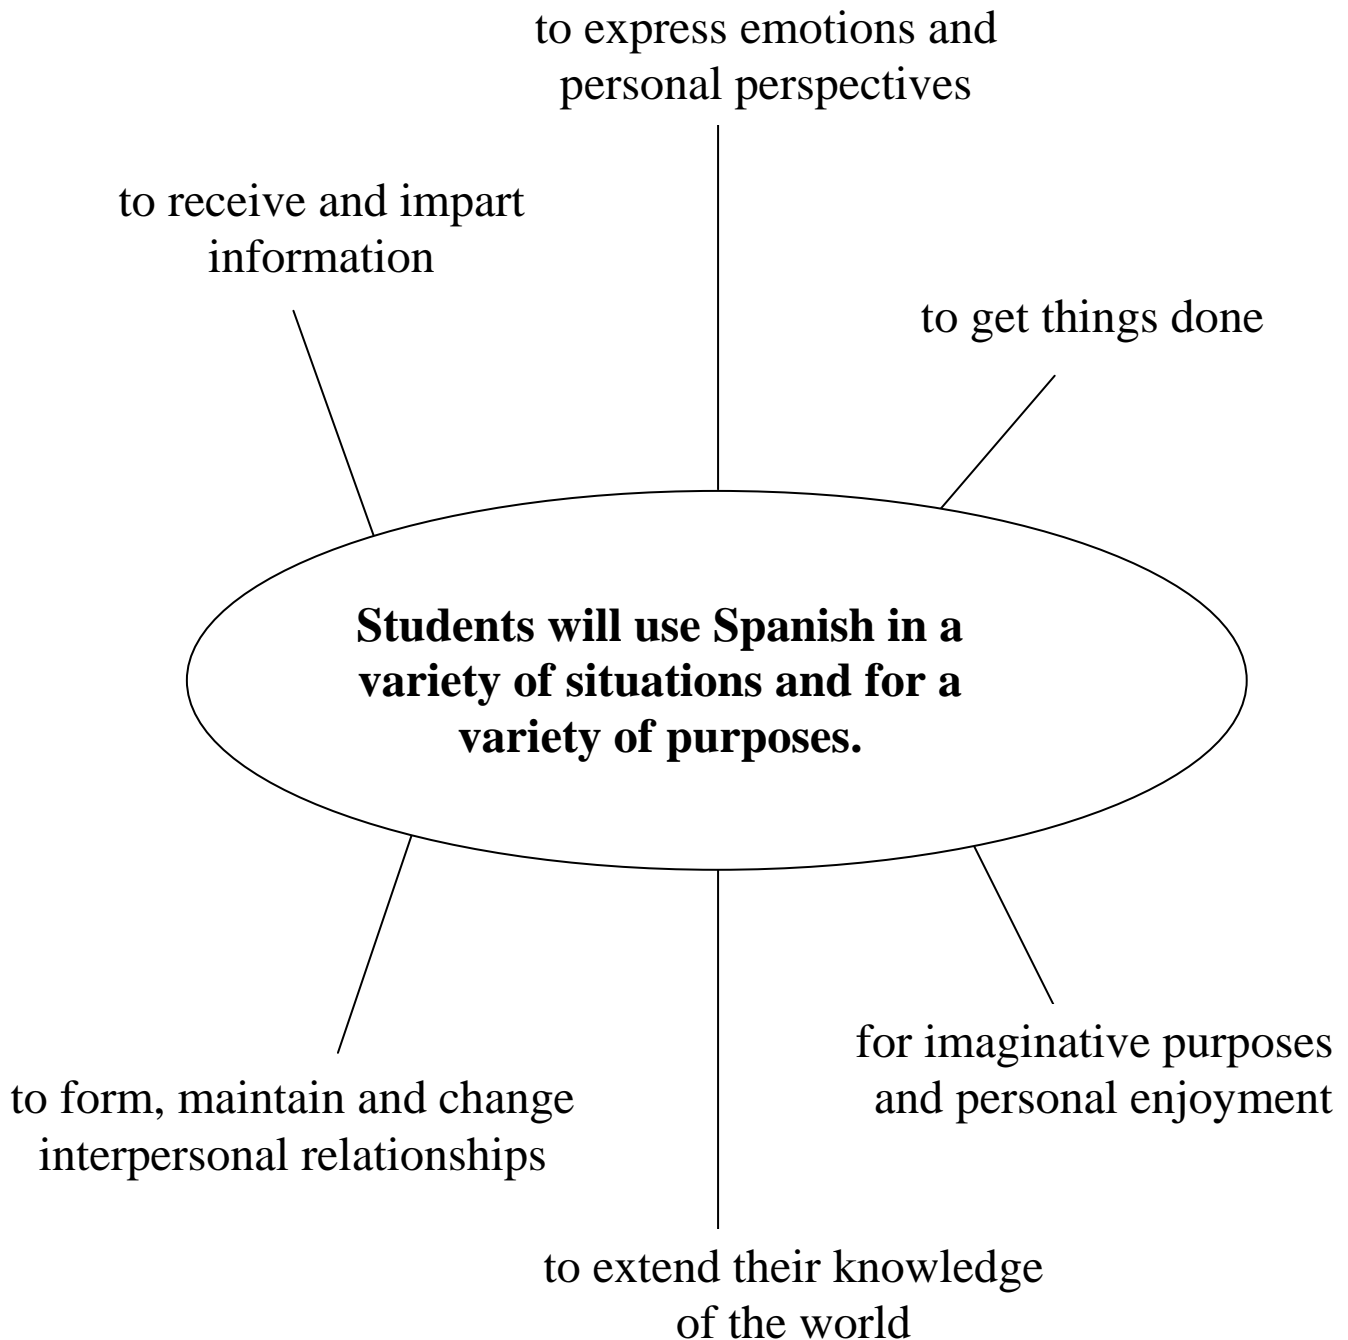 to express emotions and
personal perspectives
to receive and impart
information
to get things done
Students will use Spanish in a
variety of situations and for a
variety of purposes.
for imaginative purposes
and personal enjoyment
to form, maintain and change
interpersonal relationships
to extend their knowledge
of the world